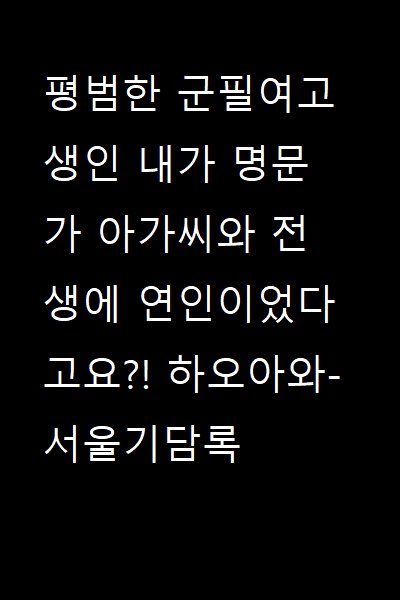 평범한 군필여고
생인 내가 명문
가 아가씨와 전
생에 연인이었다
고요?! 하오아와-
서울기담록